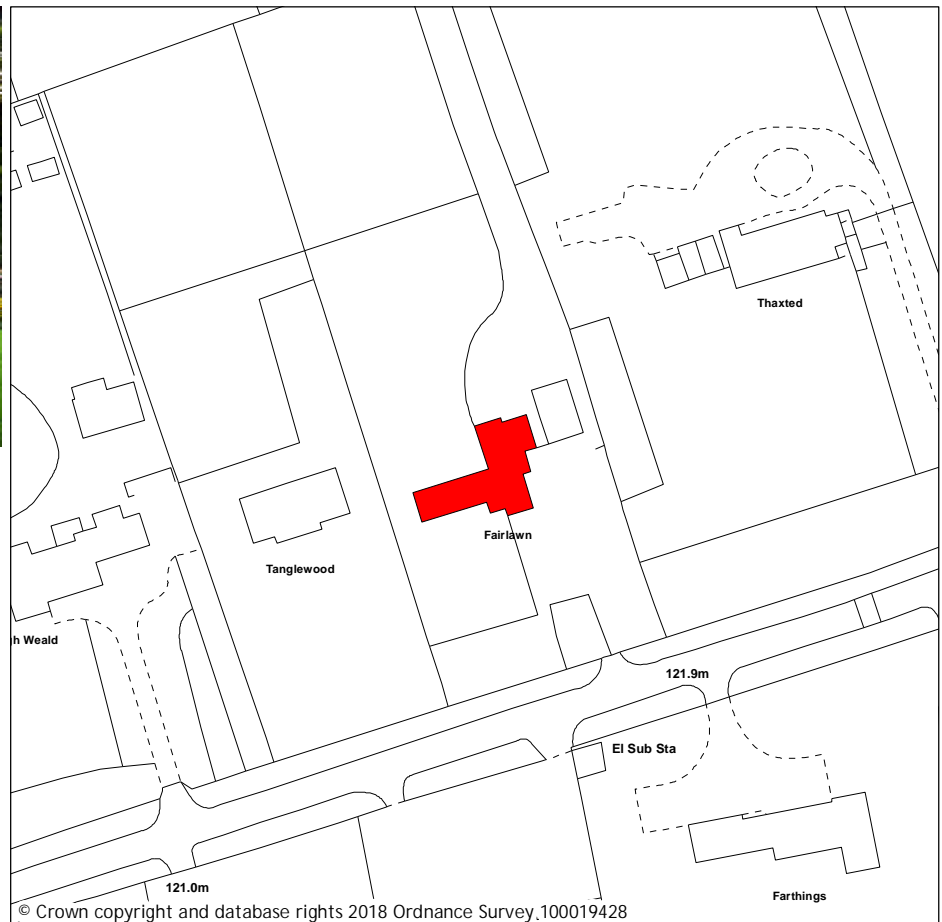 Thaxted
Fairlawn
Tanglewood
gh Weald
121.9m
El Sub Sta
121.0m
Farthings
© Crown copyright and database rights 2018 Ordnance Survey 100019428